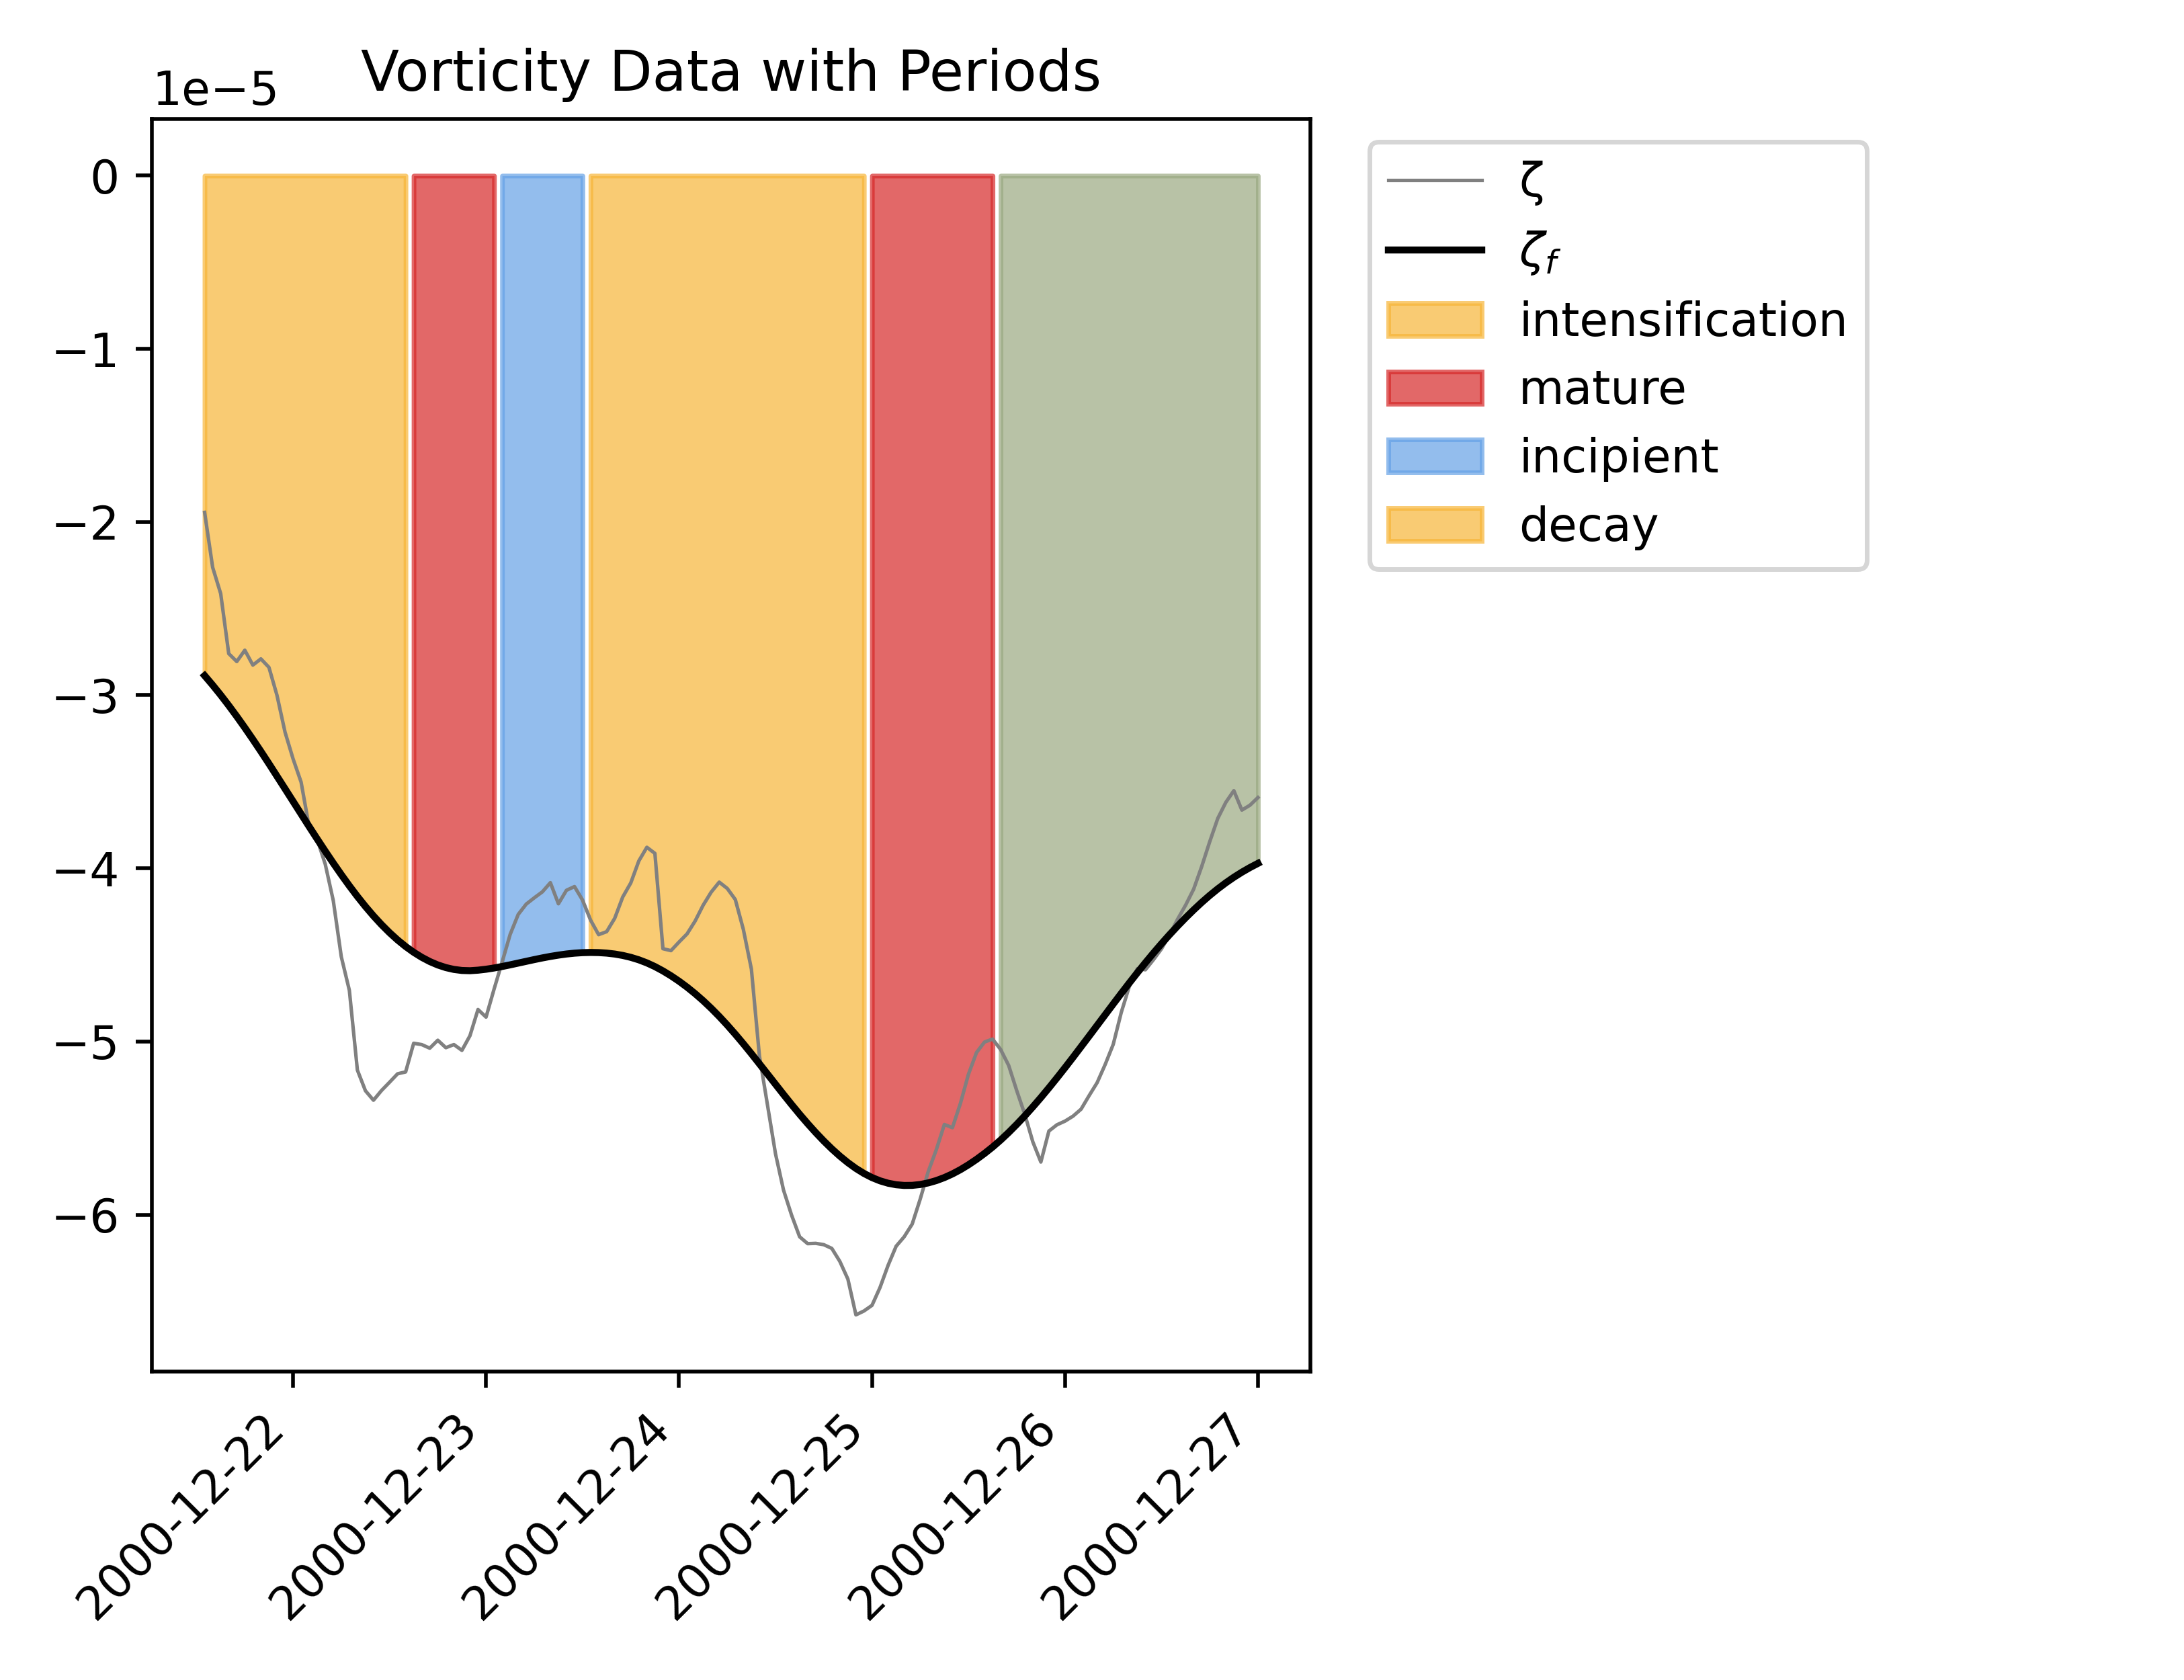 Vorticity Data with Periods
1e−5
0
−1
−2
−3
−4
−5
−6
2000-12-22
2000-12-23
2000-12-24
2000-12-25
2000-12-26
2000-12-27
ζ
ζf
intensification
mature
incipient
decay